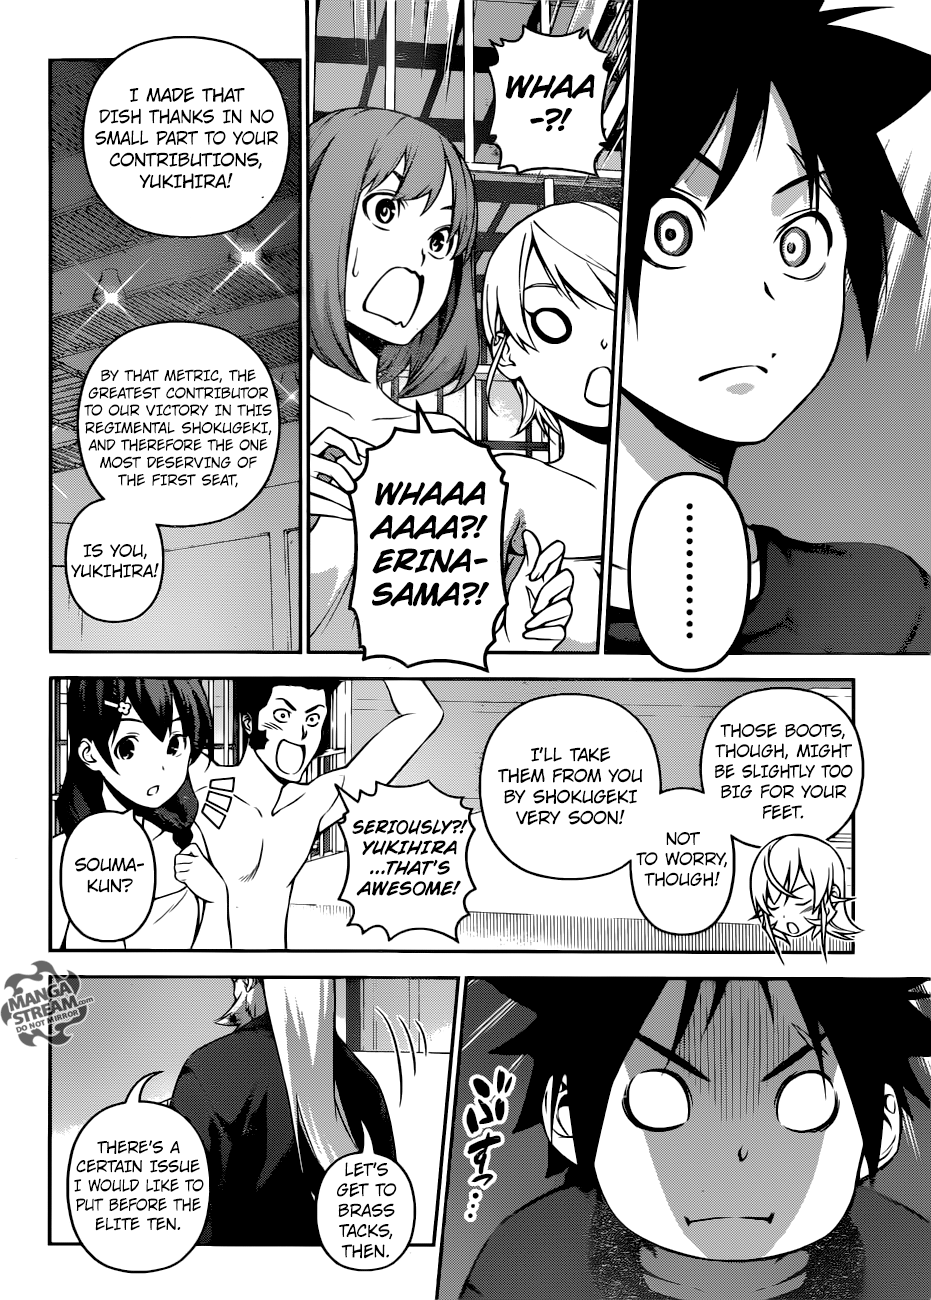 WHAA
-?!
.........
WHAAA
AAAA?!
ERINA-
SAMA?!
I MADE THAT
DISH THANKS IN NO
SMALL PART TO YOUR
CONTRIBUTIONS,
YUKIHIRA!
BY THAT METRIC, THE
GREATEST CONTRIBUTOR
TO OUR VICTORY IN THIS
REGIMENTAL SHOKUGEKI,
AND THEREFORE THE ONE
MOST DESERVING OF
THE FIRST SEAT,
IS YOU,
YUKIHIRA!
THOSE BOOTS,
THOUGH, MIGHT
BE SLIGHTLY TOO
BIG FOR YOUR
FEET.
NOT
TO WORRY,
THOUGH!
I'LL TAKE
THEM FROM YOU
BY SHOKUGEKI
VERY SOON!
SERIOUSLY?!
YUKIHIRA
...THAT'S
AWESOME!
SOUMA-
KUN?
ぶすっ…
LET'S
GET TO
BRASS
TACKS,
THEN.
THERE'S A
CERTAIN ISSUE
I WOULD LIKE TO
PUT BEFORE THE
ELITE TEN.
MANGA
STREAM.com
DO NOT MIRROR